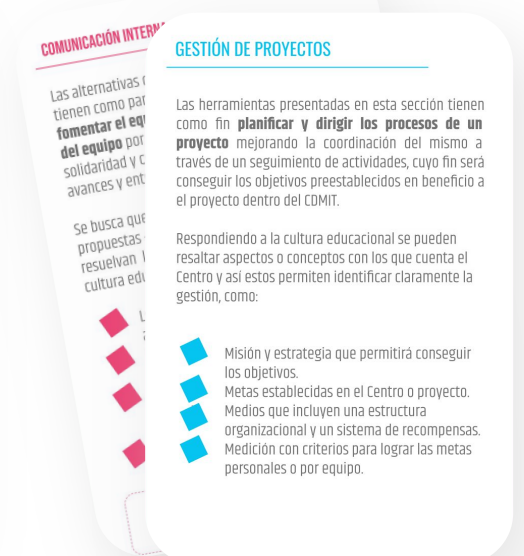 COMUNICACIÓN
Las alternativas
tienen como
fomentar el
del equipo por
solidaridad y
avances y
Se busca que
propuestas
resuelvan
cultura
GESTIÓN DE PROYECTOS
Las herramientas presentadas en esta sección tienen
como fin planificar y dirigir los procesos de un
proyecto mejorando la coordinación del mismo a
través de un seguimiento de actividades, cuyo fin será
conseguir los objetivos preestablecidos en beneficio a
el proyecto dentro del CDMIT.
Respondiendo a la cultura educacional se pueden
resaltar aspectos o conceptos con los que cuenta el
Centro y así estos permiten identificar claramente la
gestión, como:
Misión y estrategia que permitirá conseguir
los objetivos.
Metas establecidas en el Centro o proyecto.
Medios que incluyen una estructura
organizacional y un sistema de recompensas.
Medición con criterios para lograr las metas
personales o por equipo.